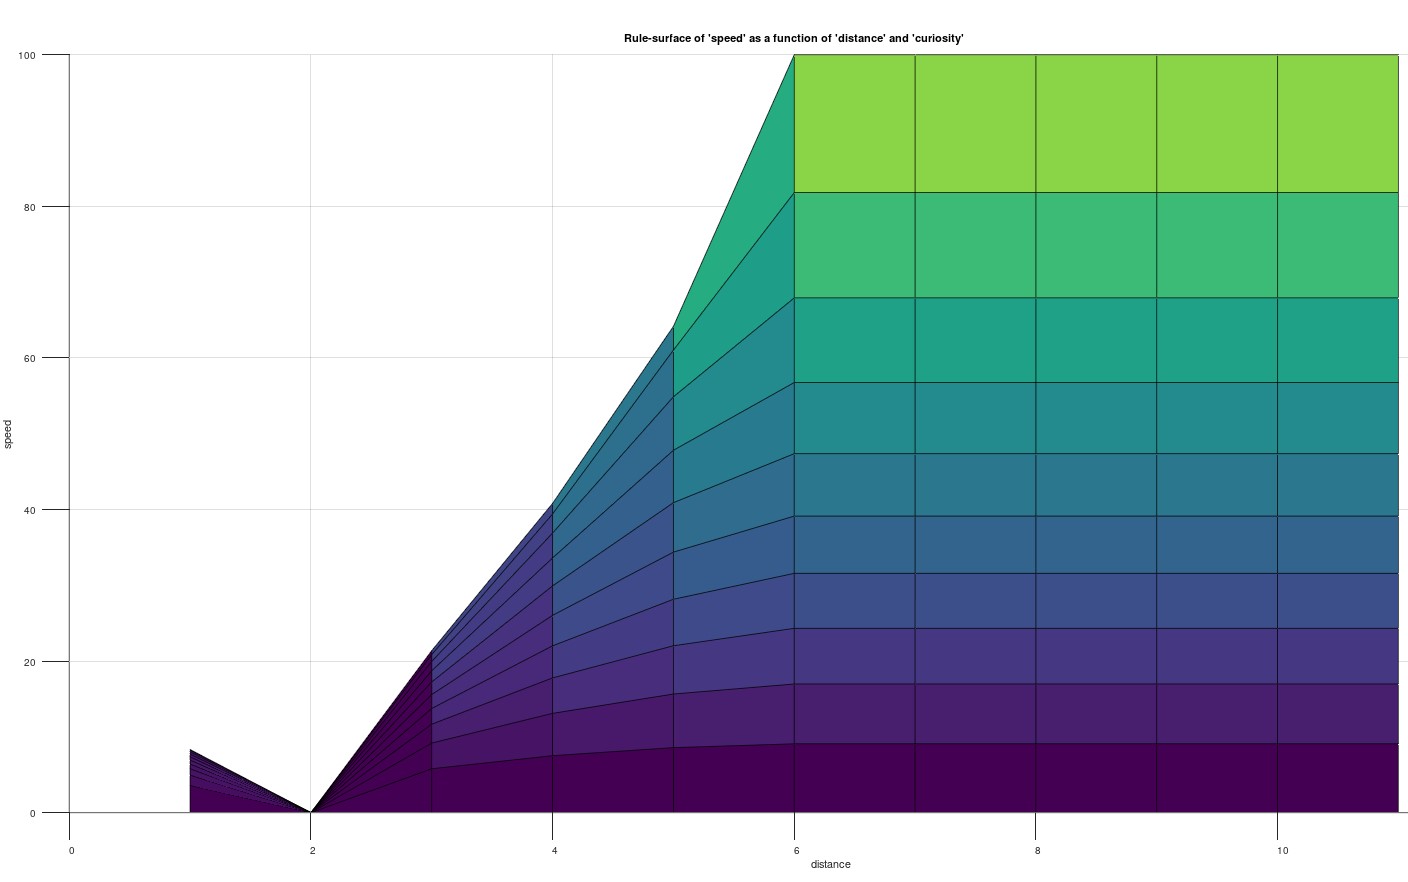 Rule-surface of 'speed' as a function of 'distance' and 'curiosity'
100
80
60
40
20
0
speed
0 2 4 6 8 10
distance